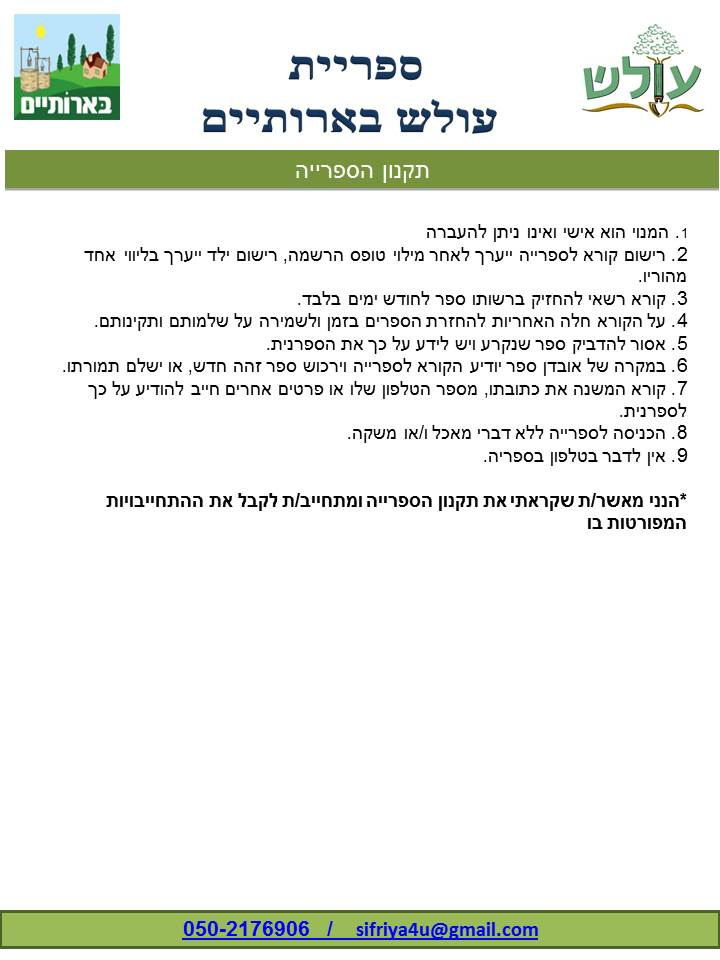 בארותיים
עולש
ספריית
עולש בארותיים
תקנון הספרייה
1. המנוי הוא אישי ואינו ניתן להעברה
2. רישום קורא לספרייה ייערך לאחר מילוי טופס הרשמה, רישום ילד ייערך בליווי אחד
מהוריו.
3. קורא רשאי להחזיק ברשותו ספר לחודש ימים בלבד.
4. על הקורא חלה האחריות להחזרת הספרים בזמן ולשמירה על שלמותם ותקינותם.
5. אסור להדביק ספר שנקרע ויש לידע על כך את הספרנית.
6. במקרה של אובדן ספר יודיע הקורא לספרייה וירכוש ספר זהה חדש, או ישלם תמורתו.
7. קורא המשנה את כתובתו, מספר הטלפון שלו או פרטים אחרים חייב להודיע על כך
לספרנית.
8. הכניסה לספרייה ללא דברי מאכל ו/או משקה.
9. אין לדבר בטלפון בספריה.
*הנני מאשר/ת שקראתי את תקנון הספרייה ומתחייב/ת לקבל את ההתחייבויות
המפורטות בו
050-2176906 / sifriya4u@gmail.com